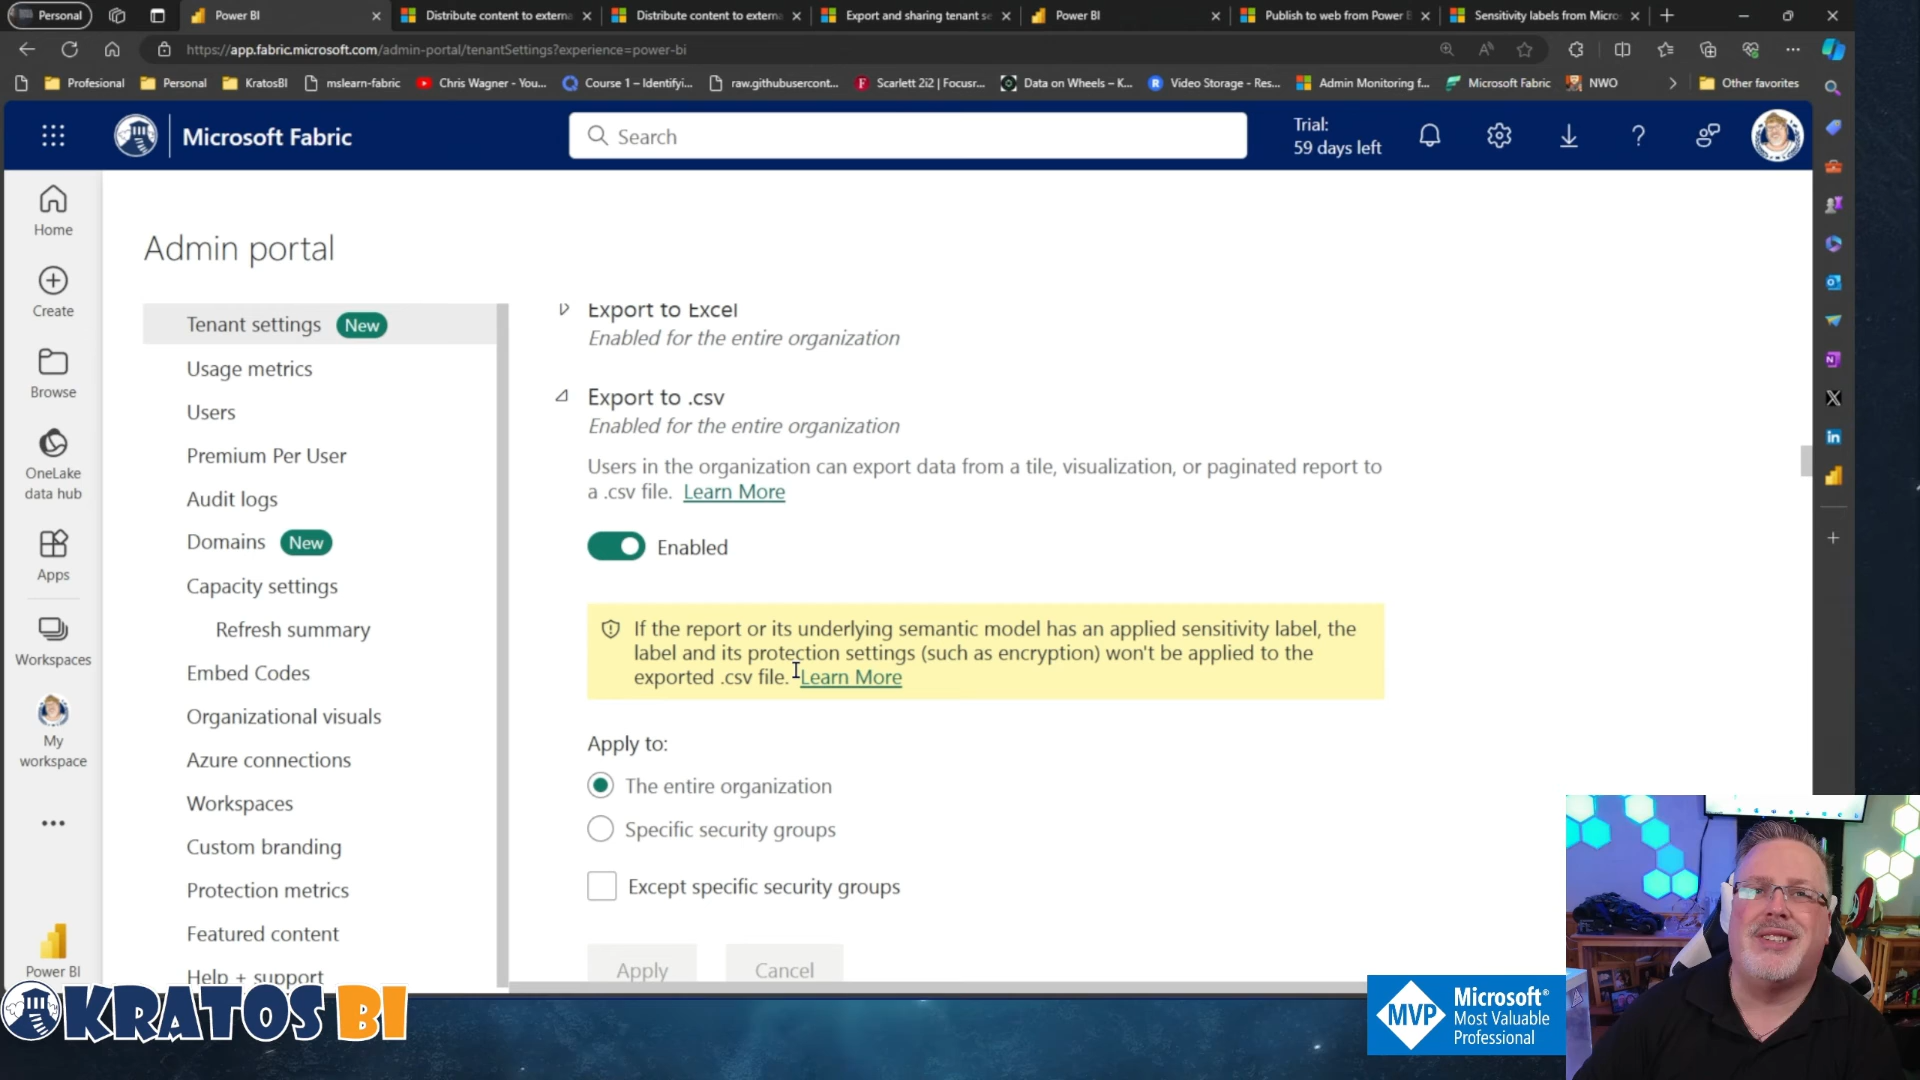 Personal
Power BI
Distribute content to externa
Distribute content to externa
Export and sharing tenant se
Power BI
Publish to web from Power B
Sensitivity labels from Micro
https://app.fabric.microsoft.com/admin-portal/tenantSettings?experience=power-bi
Profesional
Personal
KratosBI
mslearn-fabric
Chris Wagner - You...
Course 1 – Identifyi...
raw.githubusercont...
Scarlett 2i2 | Focusr...
Data on Wheels – K...
Video Storage - Res...
Admin Monitoring f...
Microsoft Fabric
NWO
Other favorites
Microsoft Fabric
Search
Trial:
59 days left
Home
Create
Browse
OneLake
data hub
Apps
Workspaces
My
workspace
Power BI
Admin portal
Tenant settings New
Usage metrics
Users
Premium Per User
Audit logs
Domains New
Capacity settings
Refresh summary
Embed Codes
Organizational visuals
Azure connections
Workspaces
Custom branding
Protection metrics
Featured content
Help + support
Export to Excel
Enabled for the entire organization
Export to .csv
Enabled for the entire organization
Users in the organization can export data from a tile, visualization, or paginated report to
a .csv file. Learn More
Enabled
If the report or its underlying semantic model has an applied sensitivity label, the
label and its protection settings (such as encryption) won't be applied to the
exported .csv file. Learn More
Apply to:
The entire organization
Specific security groups
Except specific security groups
Apply Cancel
KRATOS BI
MVP
Microsoft®
Most Valuable
Professional